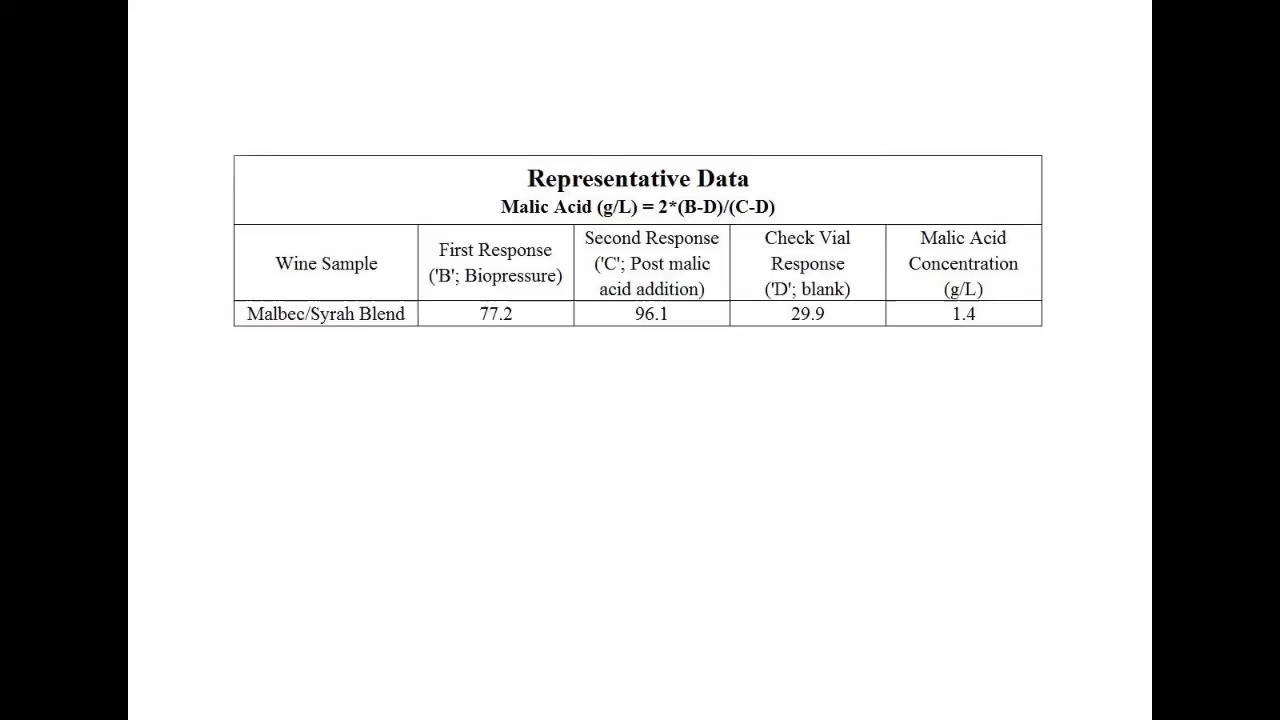 Representative Data
Malic Acid (g/L) = 2*(B-D)/(C-D)
Wine Sample
First Response
('B'; Biopressure)
Second Response
('C'; Post malic
acid addition)
Check Vial
Response
('D'; blank)
Malic Acid
Concentration
(g/L)
Malbec/Syrah Blend
77.2
96.1
29.9
1.4